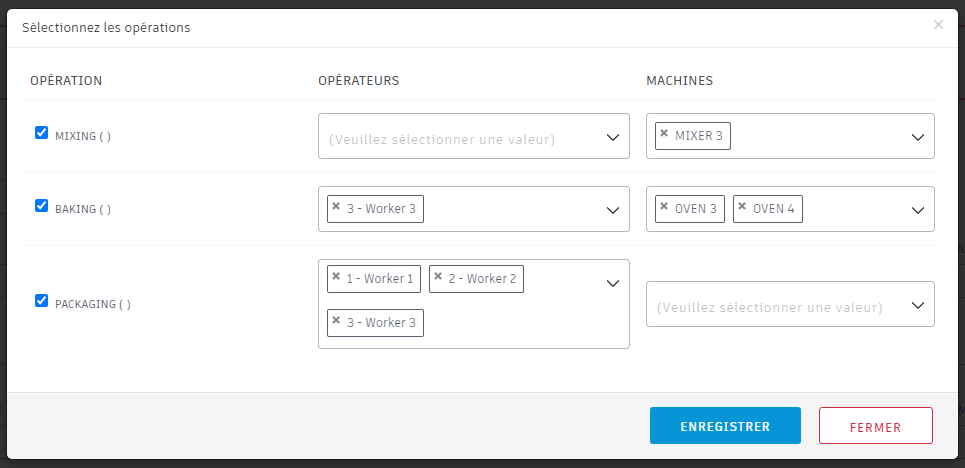 Sélectionnez les opérations ×
OPÉRATION OPÉRATEURS MACHINES
MIXING ( ) (Veuillez sélectionner une valeur) × MIXER 3
BAKING ( ) × 3 - Worker 3 × OVEN 3 × OVEN 4
× 1 - Worker 1 × 2 - Worker 2
PACKAGING ( ) (Veuillez sélectionner une valeur)
× 3 - Worker 3
ENREGISTRER FERMER